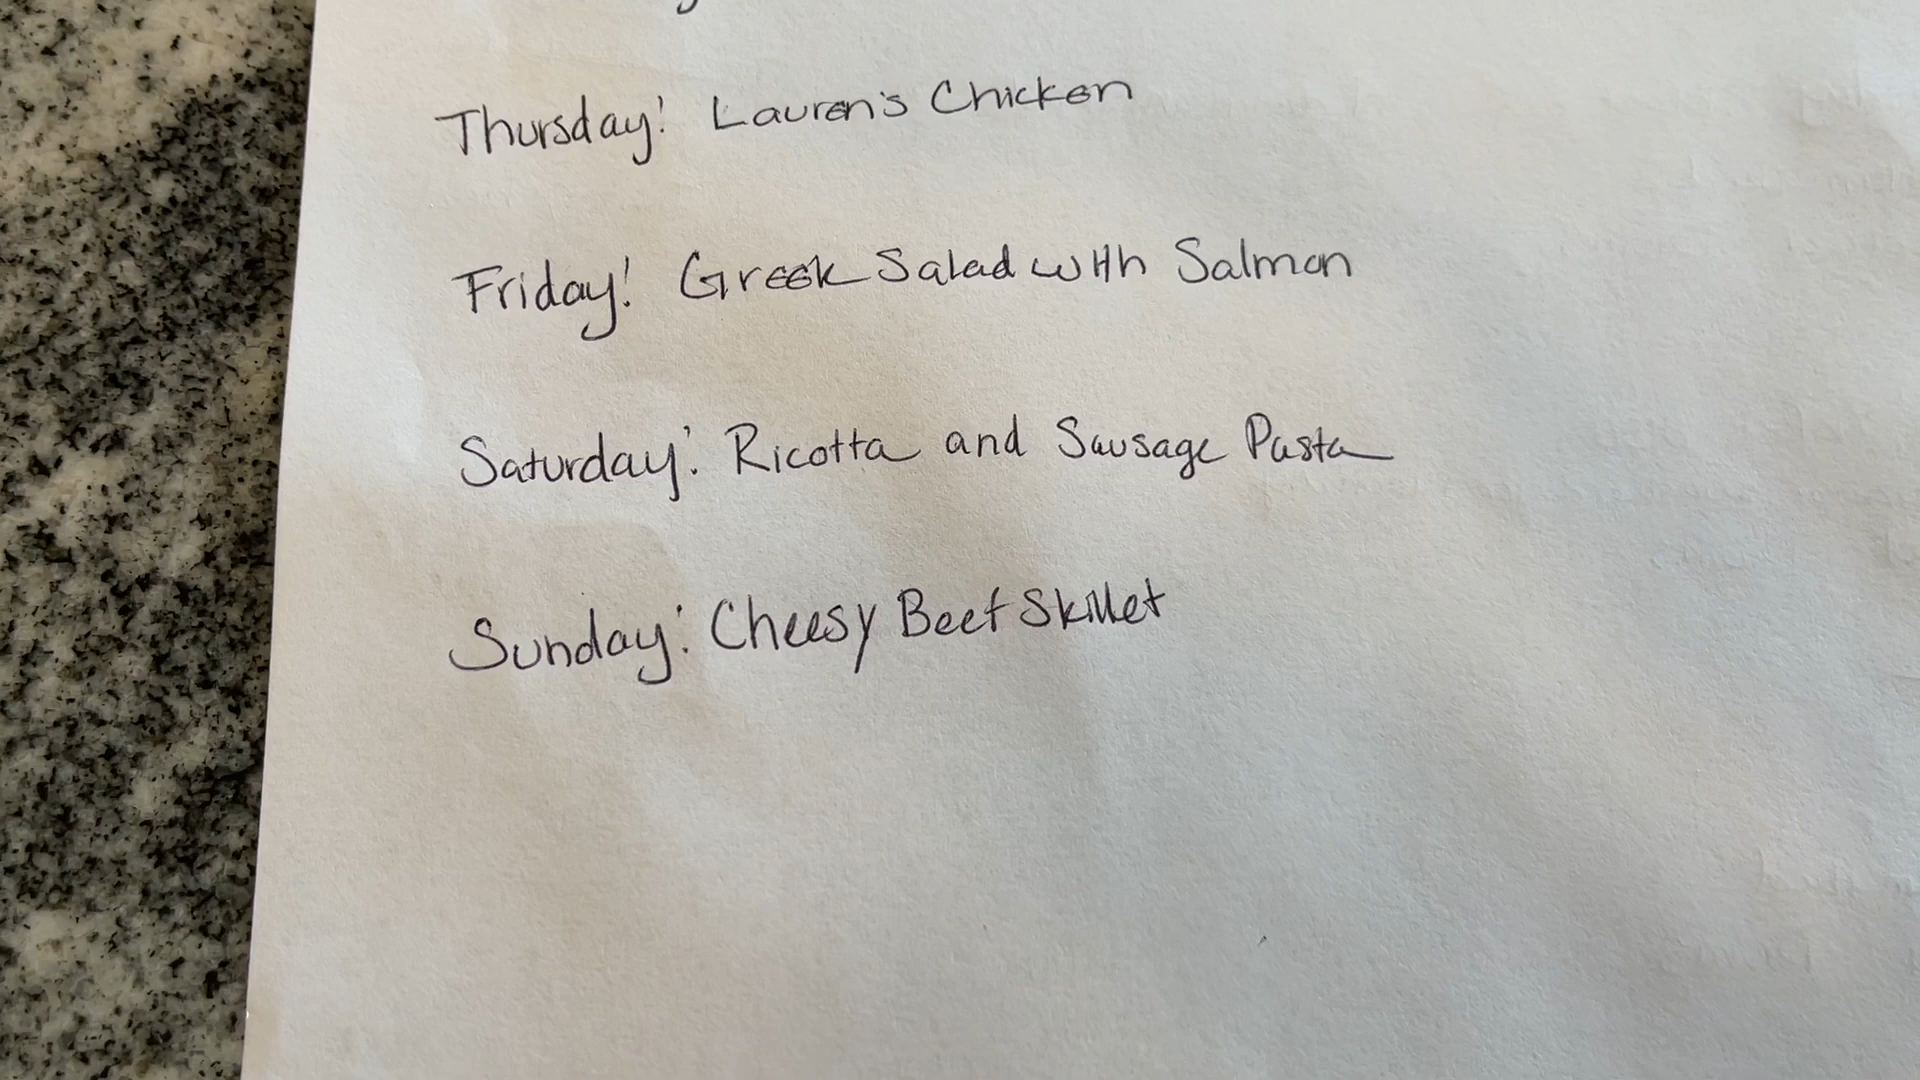 Thursday: Lauren's Chicken
Friday: Greek Salad with Salmon
Saturday: Ricotta and Sausage Pasta
Sunday: Cheesy Beef Skillet